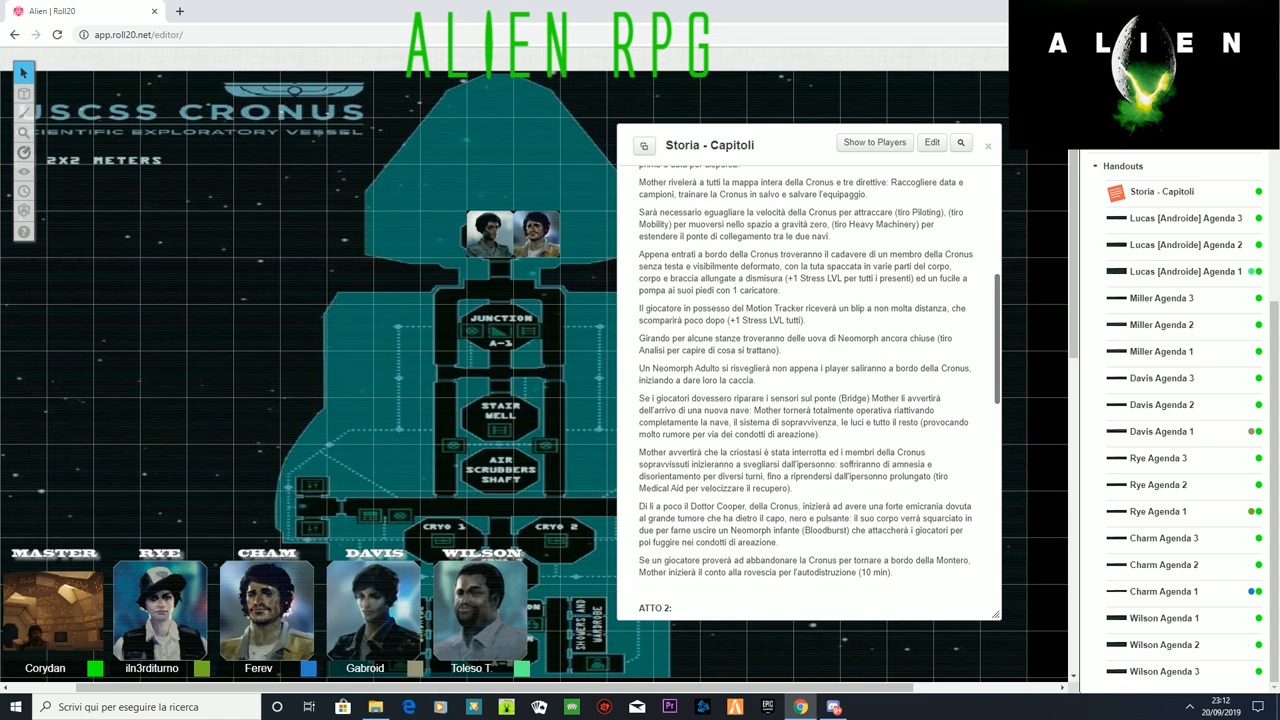 Alien | Roll20
app.roll20.net/editor/
ALIEN RPG
ALIEN
USCSS CRONUS
SCIENTIFIC EXPLORATORY VESSEL
2X2 METERS
JUNCTION
A-1
STAIR
WELL
AIR
SCRUBBERS
SHAFT
CRYO 1
CRYO 2
SHOWERS AND
WARDROBE
Storia - Capitoli
Show to Players
Edit
Mother rivelerà a tutti la mappa intera della Cronus e tre direttive: Raccogliere data e
campioni, trainare la Cronus in salvo e salvare l'equipaggio.
Sarà necessario eguagliare la velocità della Cronus per attraccare (tiro Piloting), (tiro
Mobility) per muoversi nello spazio a gravità zero, (tiro Heavy Machinery) per
estendere il ponte di collegamento tra le due navi.
Appena entrati a bordo della Cronus troveranno il cadavere di un membro della Cronus
senza testa e visibilmente deformato, con la tuta spaccata in varie parti del corpo,
corpo e braccia allungate a dismisura (+1 Stress LVL per tutti i presenti) ed un fucile a
pompa ai suoi piedi con 1 caricatore.
Il giocatore in possesso del Motion Tracker riceverà un blip a non molta distanza, che
scomparirà poco dopo (+1 Stress LVL tutti).
Girando per alcune stanze troveranno delle uova di Neomorph ancora chiuse (tiro
Analisi per capire di cosa si trattano).
Un Neomorph Adulto si risveglierà non appena i player saliranno a bordo della Cronus,
iniziando a dare loro la caccia.
Se i giocatori dovessero riparare i sensori sul ponte (Bridge) Mother li avvertirà
dell'arrivo di una nuova nave: Mother tornerà totalmente operativa riattivando
completamente la nave, il sistema di sopravvivenza, le luci e tutto il resto (provocando
molto rumore per via dei condotti di areazione).
Mother avvertirà che la criostasi è stata interrotta ed i membri della Cronus
sopravvissuti inizieranno a svegliarsi dall'ipersonno: soffriranno di amnesia e
disorientamento per diversi turni, fino a riprendersi dall'ipersonno prolungato (tiro
Medical Aid per velocizzare il recupero).
Di lì a poco il Dottor Cooper, della Cronus, inizierà ad avere una forte emicrania dovuta
al grande tumore che ha dietro il capo, nero e pulsante: il suo corpo verrà squarciato in
due per farne uscire un Neomorph infante (Bloodburst) che attaccherà i giocatori per
poi fuggire nei condotti di areazione.
Se un giocatore proverà ad abbandonare la Cronus per tornare a bordo della Montero,
Mother inizierà il conto alla rovescia per l'autodistruzione (10 min).
ATTO 2:
Handouts
Storia - Capitoli
Lucas [Androide] Agenda 3
Lucas [Androide] Agenda 2
Lucas [Androide] Agenda 1
Miller Agenda 3
Miller Agenda 2
Miller Agenda 1
Davis Agenda 3
Davis Agenda 2
Davis Agenda 1
Rye Agenda 3
Rye Agenda 2
Rye Agenda 1
Charm Agenda 3
Charm Agenda 2
Charm Agenda 1
Wilson Agenda 1
Wilson Agenda 2
Wilson Agenda 3
MASTER
RYE
CHAM
DAVIS
WILSON
Corydan
iln3rditurno
Ferev
Gabroid
Toleso T.
Scrivi qui per eseguire la ricerca
23:12
20/09/2019